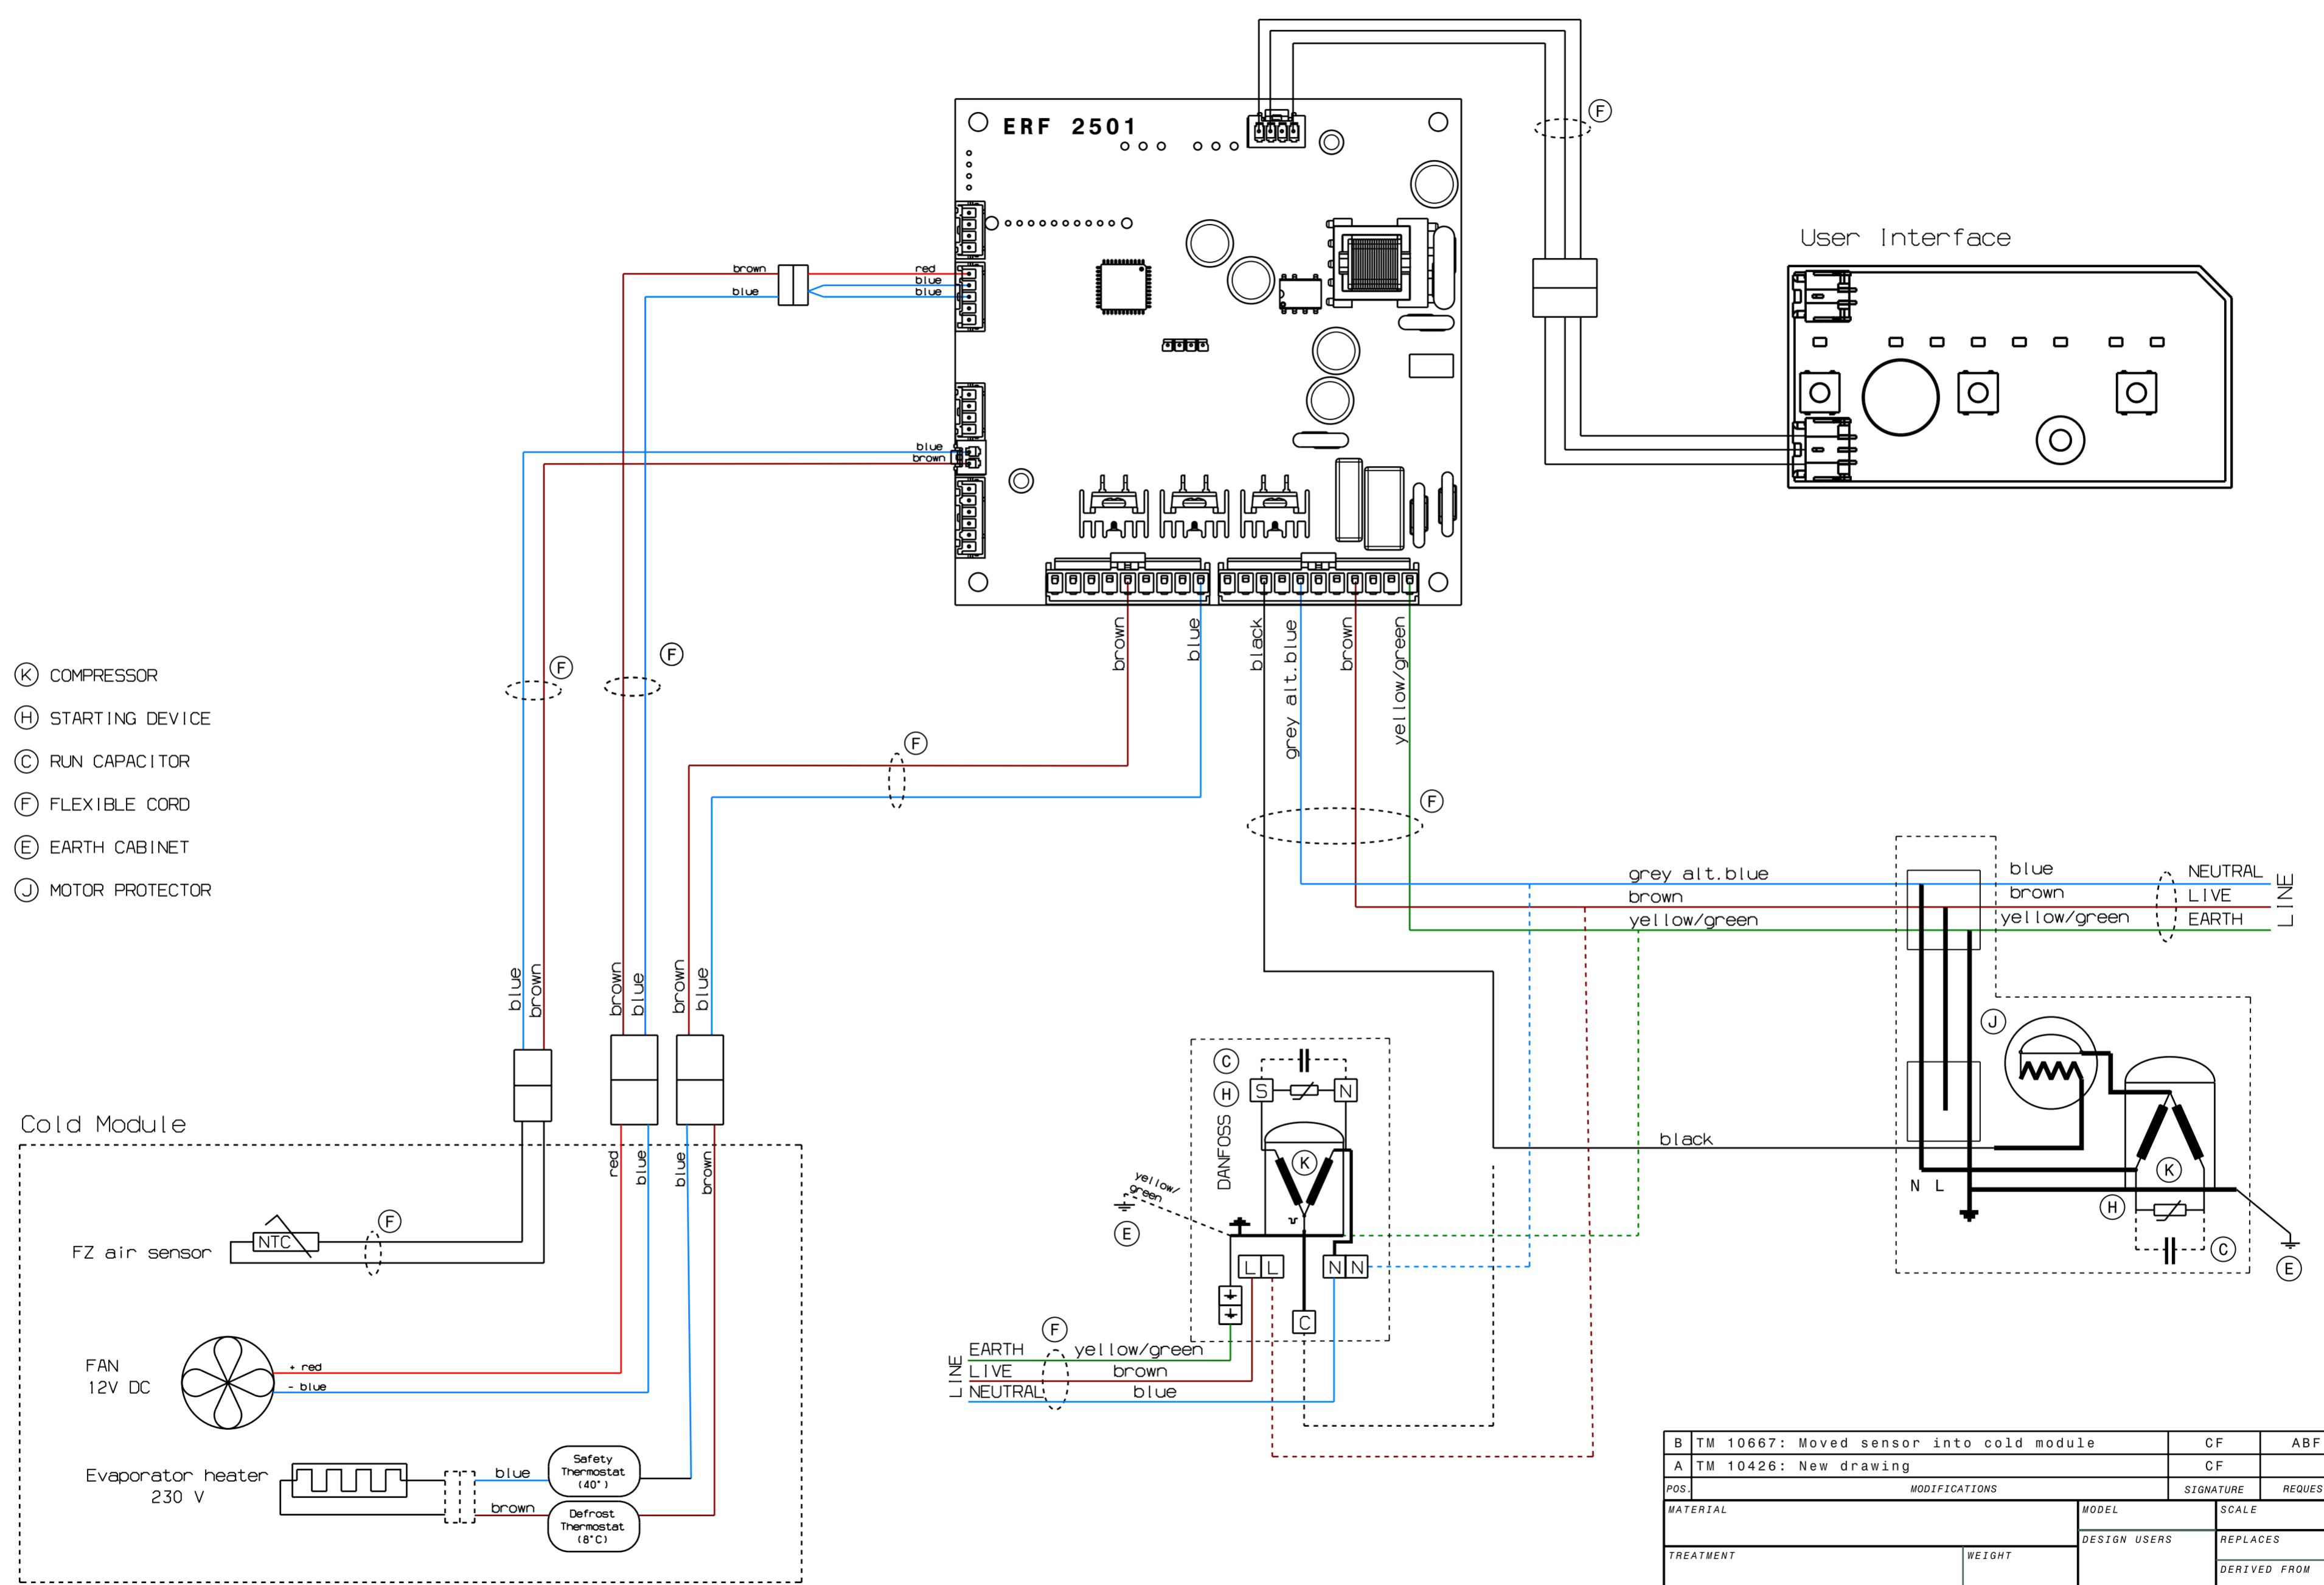 ERF 2501
F
User Interface
brown
red
blue
blue
blue
blue
brown
brown
blue
black
grey alt.blue
brown
yellow/green
K COMPRESSOR
H STARTING DEVICE
C RUN CAPACITOR
F FLEXIBLE CORD
E EARTH CABINET
J MOTOR PROTECTOR
F
F
F
F
grey alt.blue
brown
yellow/green
blue
brown
yellow/green
NEUTRAL
LIVE
EARTH
LINE
blue
brown
brown
blue
brown
blue
J
K
N L
H
C
E
black
C
H
S
N
DANFOSS
K
yellow/
green
E
L L
N N
C
F
LINE
EARTH yellow/green
LIVE brown
NEUTRAL blue
Cold Module
red
blue
blue
brown
NTC
F
FZ air sensor
FAN
12V DC
+ red
- blue
Evaporator heater
230 V
blue
brown
Safety
Thermostat
(40°)
Defrost
Thermostat
(8°C)
B TM 10667: Moved sensor into cold module CF ABF
A TM 10426: New drawing CF
POS. MODIFICATIONS SIGNATURE REQUES
MATERIAL
MODEL
SCALE
DESIGN USERS
REPLACES
TREATMENT
WEIGHT
DERIVED FROM